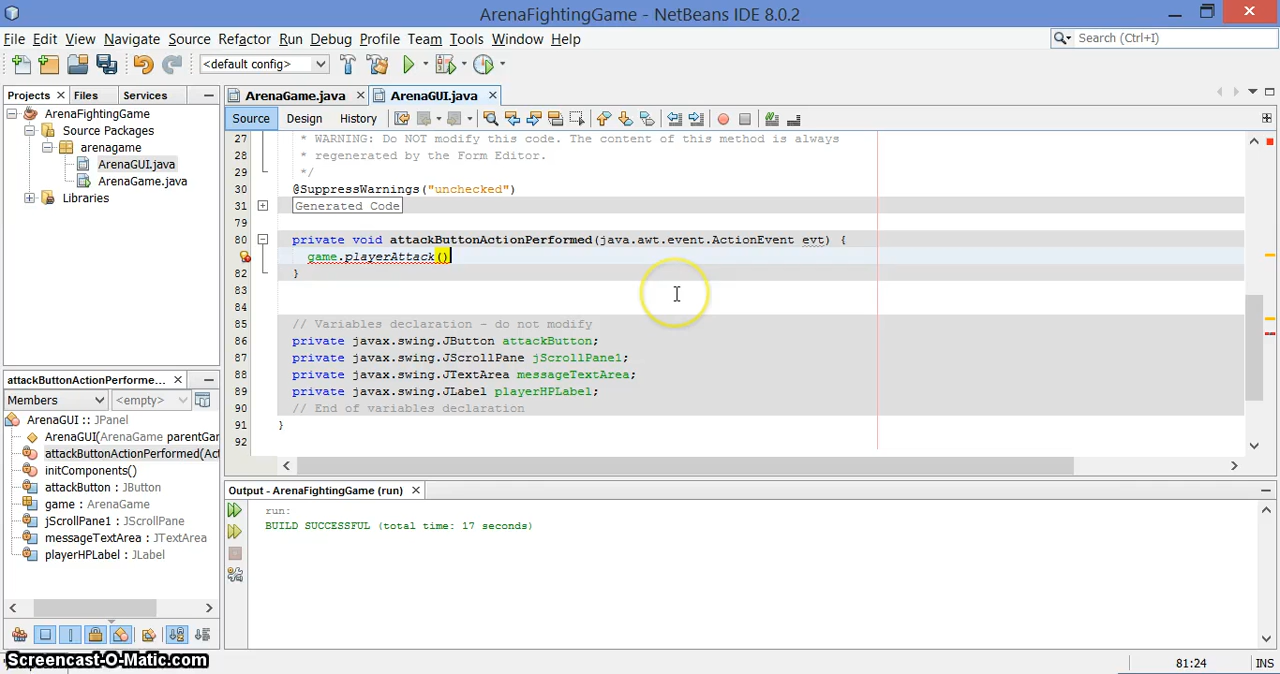 ArenaFightingGame - NetBeans IDE 8.0.2
File Edit View Navigate Source Refactor Run Debug Profile Team Tools Window Help
Search (Ctrl+I)
<default config>
Projects Files Services
ArenaFightingGame
Source Packages
arenagame
ArenaGUI.java
ArenaGame.java
Libraries
ArenaGame.java ArenaGUI.java
Source Design History
27 * WARNING: Do NOT modify this code. The content of this method is always
28 * regenerated by the Form Editor.
29 */
30 @SuppressWarnings("unchecked")
31 Generated Code
79
80 private void attackButtonActionPerformed(java.awt.event.ActionEvent evt) {
game.playerAttack()
82 }
83
84
85 // Variables declaration - do not modify
86 private javax.swing.JButton attackButton;
87 private javax.swing.JScrollPane jScrollPane1;
88 private javax.swing.JTextArea messageTextArea;
89 private javax.swing.JLabel playerHPLabel;
90 // End of variables declaration
91 }
92
attackButtonActionPerforme...
Members <empty>
ArenaGUI :: JPanel
ArenaGUI(ArenaGame parentGar
attackButtonActionPerformed(Act
initComponents()
attackButton : JButton
game : ArenaGame
jScrollPane1 : JScrollPane
messageTextArea : JTextArea
playerHPLabel : JLabel
Output - ArenaFightingGame (run)
run:
BUILD SUCCESSFUL (total time: 17 seconds)
Screencast-O-Matic.com
81:24 INS